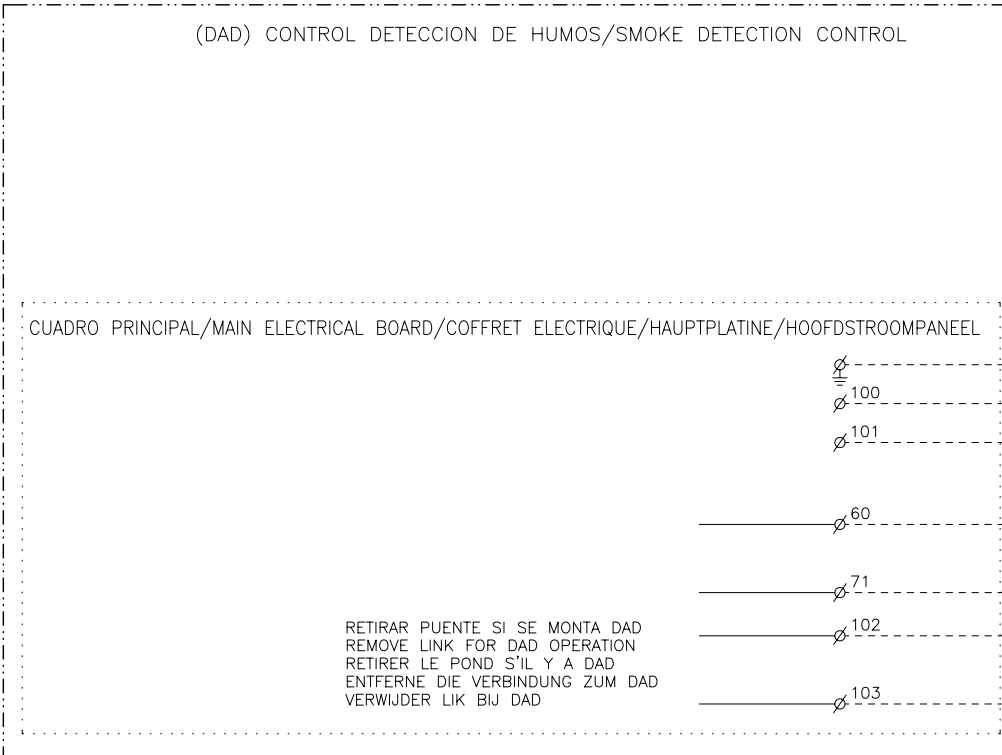 (DAD) CONTROL DETECCION DE HUMOS/SMOKE DETECTION CONTROL
CUADRO PRINCIPAL/MAIN ELECTRICAL BOARD/COFFRET ELECTRIQUE/HAUPTPLATINE/HOOFDSTROOMPANEEL
100
101
60
71
102
103
RETIRAR PUENTE SI SE MONTA DAD
REMOVE LINK FOR DAD OPERATION
RETIRER LE POND S'IL Y A DAD
ENTFERNE DIE VERBINDUNG ZUM DAD
VERWIJDER LIK BIJ DAD